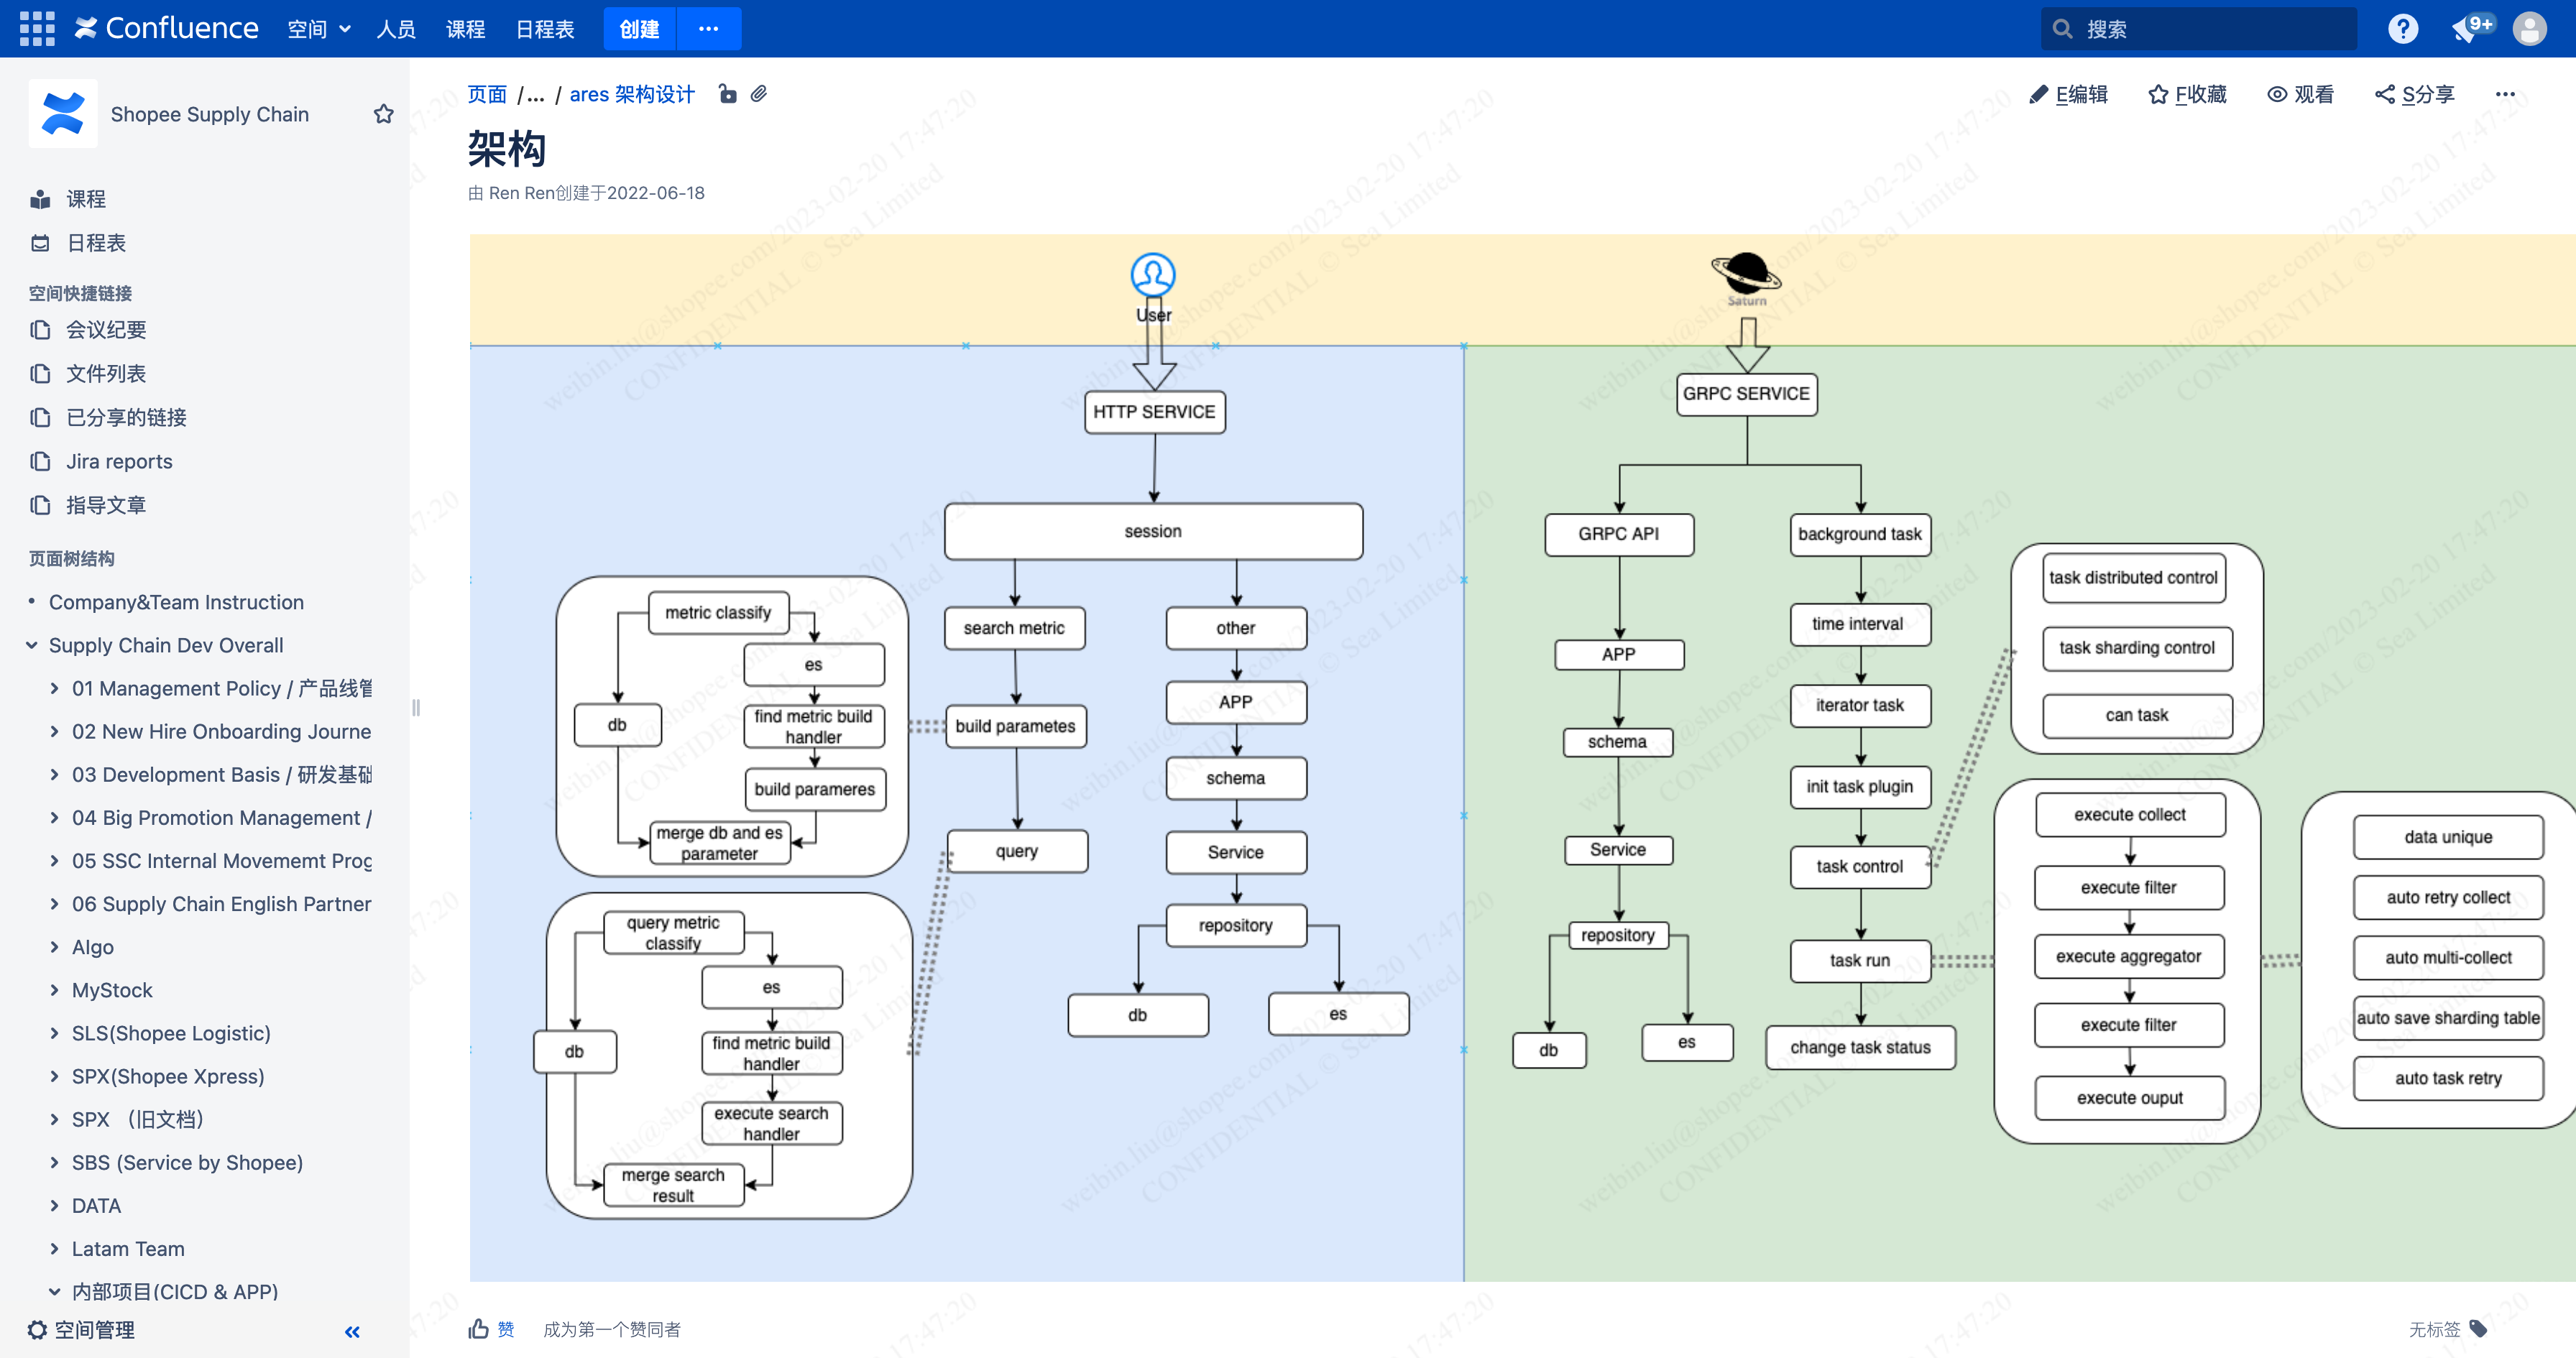 Confluence
空间
人员
课程
日程表
创建
搜索
9+
Shopee Supply Chain
课程
日程表
空间快捷链接
会议纪要
文件列表
已分享的链接
Jira reports
指导文章
页面树结构
Company&Team Instruction
Supply Chain Dev Overall
01 Management Policy / 产品线管
02 New Hire Onboarding Journe
03 Development Basis / 研发基础
04 Big Promotion Management /
05 SSC Internal Movememt Prog
06 Supply Chain English Partner
Algo
MyStock
SLS(Shopee Logistic)
SPX(Shopee Xpress)
SPX （旧文档）
SBS (Service by Shopee)
DATA
Latam Team
内部项目(CICD & APP)
空间管理
页面 /... / ares 架构设计
E编辑
F收藏
观看
S分享
架构
由 Ren Ren创建于2022-06-18
User
HTTP SERVICE
session
search metric
build parametes
query
other
APP
schema
Service
repository
db
es
metric classify
es
db
find metric build
handler
build parameres
merge db and es
parameter
query metric
classify
es
db
find metric build
handler
execute search
handler
merge search
result
Saturn
GRPC SERVICE
GRPC API
APP
schema
Service
repository
db
es
background task
time interval
iterator task
init task plugin
task control
task run
change task status
task distributed control
task sharding control
can task
execute collect
execute filter
execute aggregator
execute filter
execute ouput
data unique
auto retry collect
auto multi-collect
auto save sharding table
auto task retry
weibin.liu@shopee.com/2023-02-20 17:47:20
CONFIDENTIAL © Sea Limited
赞
成为第一个赞同者
无标签